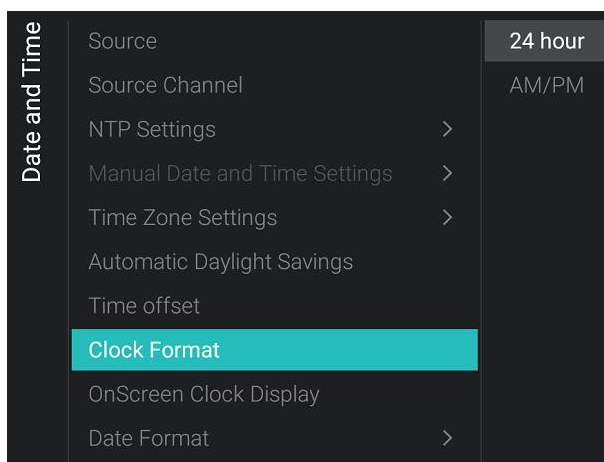 Date and Time
Source
Source Channel
NTP Settings
Manual Date and Time Settings
Time Zone Settings
Automatic Daylight Savings
Time offset
Clock Format
OnScreen Clock Display
Date Format
24 hour
AM/PM